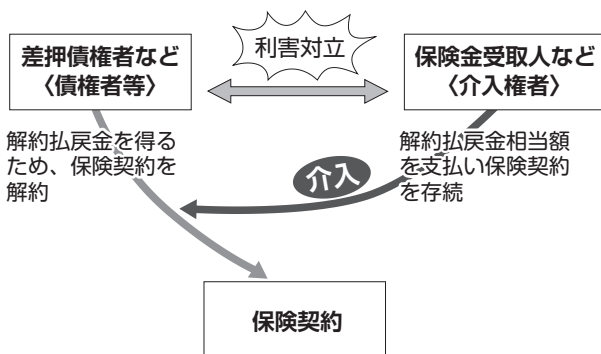 差押債権者など
〈債権者等〉
利害対立
保険金受取人など
〈介入権者〉
解約払戻金を得る
ため、保険契約を
解約
介入
解約払戻金相当額
を支払い保険契約
を存続
保険契約